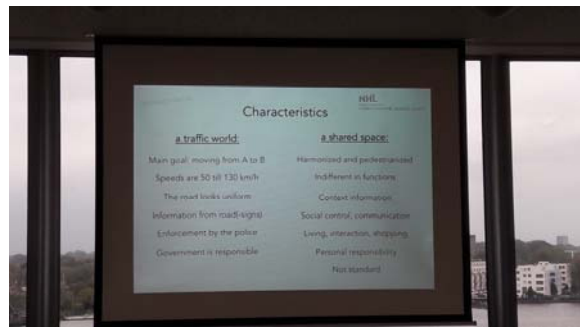 NHL
Characteristics
a traffic world:
Main goal: moving from A to B
Speeds are 50 till 130 km/h
The road looks uniform
Information from road(-signs)
Enforcement by the police
Government is responsible
a shared space:
Harmonized and pedestrianized
Indifferent in functions
Context information
Social control, communication
Living, interaction, shopping
Personal responsibility
Not standard